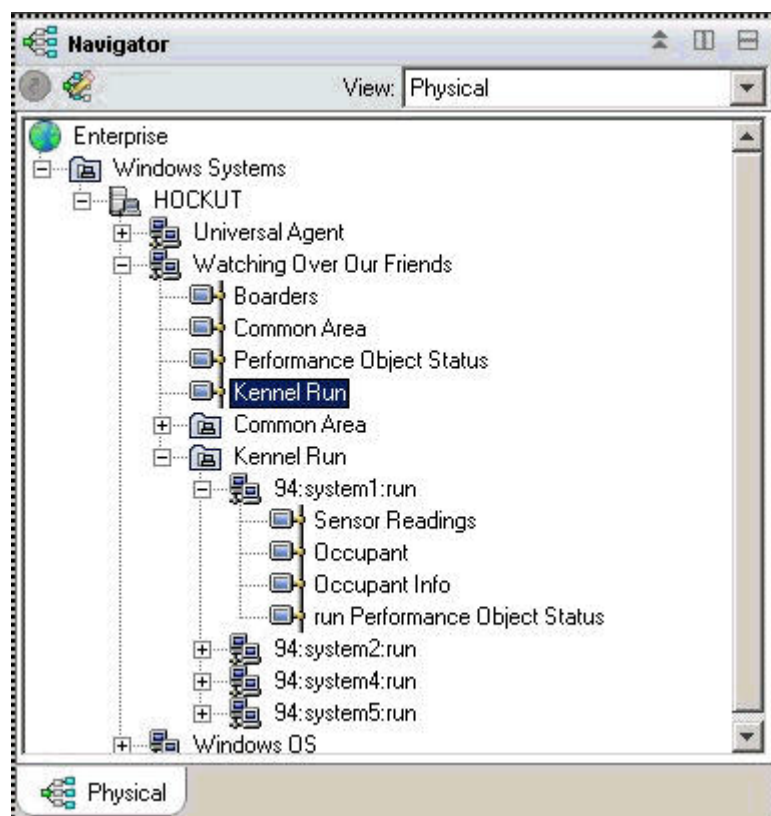 Navigator
View: Physical
Enterprise
Windows Systems
HOCKUT
Universal Agent
Watching Over Our Friends
Boarders
Common Area
Performance Object Status
Kennel Run
Common Area
Kennel Run
94:system1:run
Sensor Readings
Occupant
Occupant Info
run Performance Object Status
94:system2:run
94:system4:run
94:system5:run
Windows OS
Physical